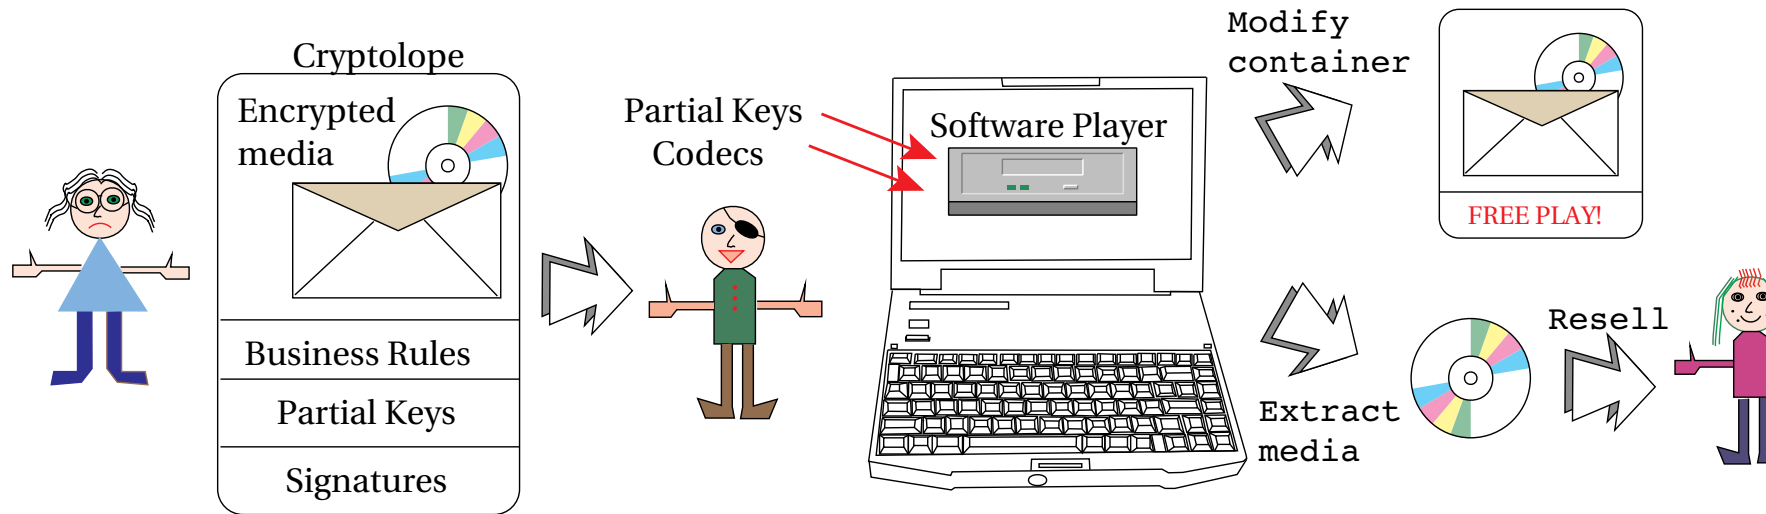 Cryptolope
Encrypted
media
Business Rules
Partial Keys
Signatures
Partial Keys
Codecs
Software Player
Modify
container
FREE PLAY!
Extract
media
Resell